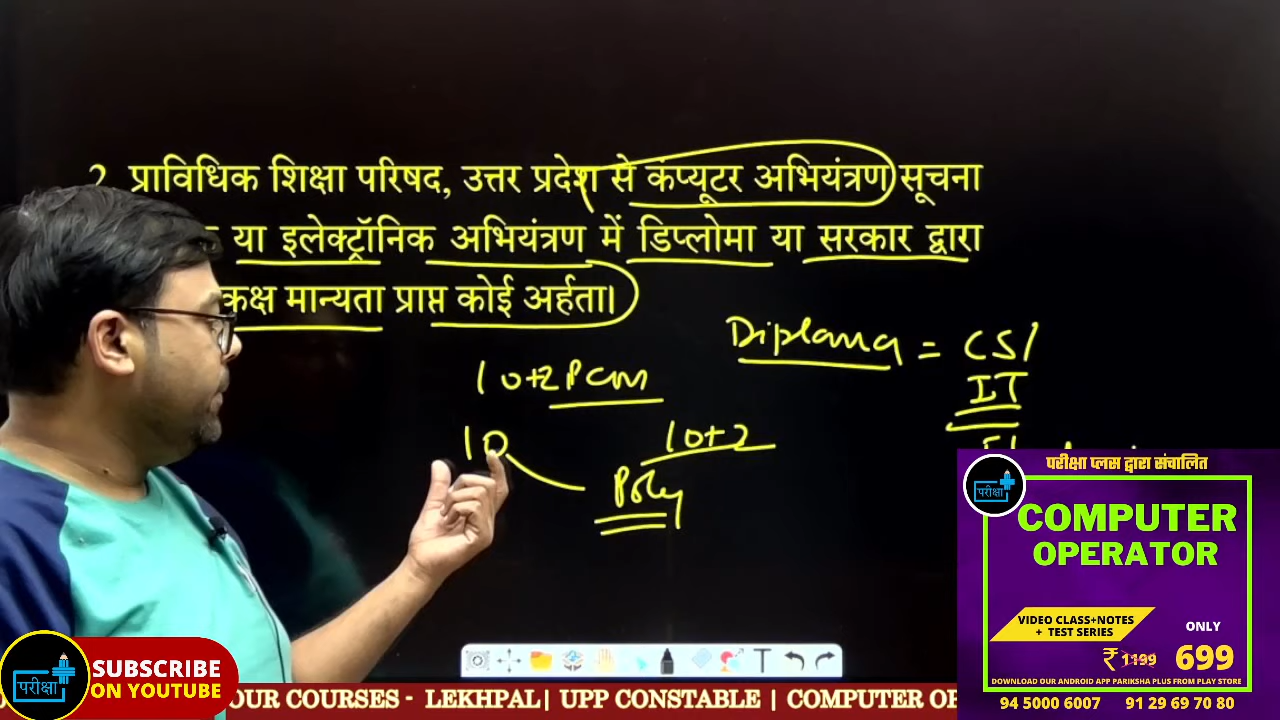 2. प्राविधिक शिक्षा परिषद, उत्तर प्रदेश से कंप्यूटर अभियंत्रण सूचना
या इलेक्ट्रॉनिक अभियंत्रण में डिप्लोमा या सरकार द्वारा
कक्ष मान्यता प्राप्त कोई अर्हता।
Diploma = CS/
IT
10+2 PCM
10
10+2
Poly
परीक्षा प्लस द्वारा संचालित
परीक्षा
COMPUTER
OPERATOR
VIDEO CLASS+NOTES
+ TEST SERIES
ONLY
₹1199 699
DOWNLOAD OUR ANDROID APP PARIKSHA PLUS FROM PLAY STORE
94 5000 6007 91 29 69 70 80
परीक्षा
SUBSCRIBE
ON YOUTUBE
OUR COURSES - LEKHPAL| UPP CONSTABLE | COMPUTER OP